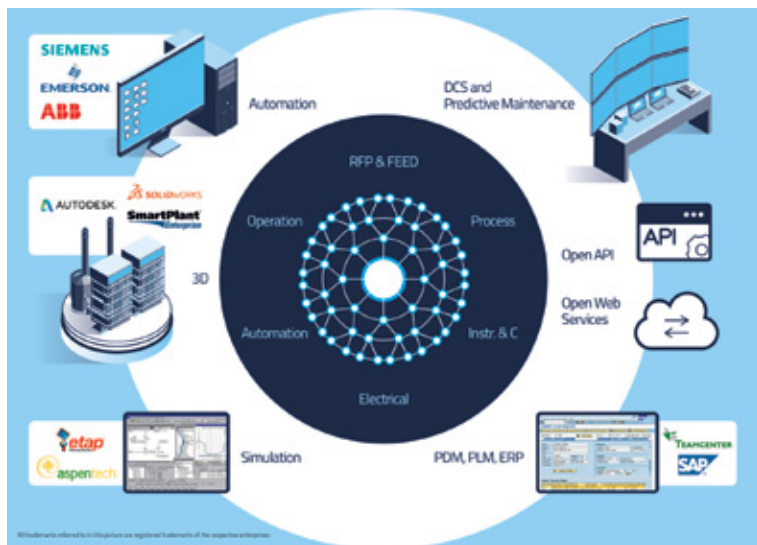 SIEMENS
EMERSON.
ABB
Automation
DCS and
Predictive Maintenance
RFP & FEED
AUTODESK.
SOLIDWORKS
SmartPlant
Enterprise
Operation
Process
API
Open API
3D
Open Web
Services
Automation
Instr. & C
Electrical
etap
aspentech
Simulation
PDM, PLM, ERP
TEAMCENTER
SAP
All trademarks referred to in this picture are registered trademarks of the respective enterprises